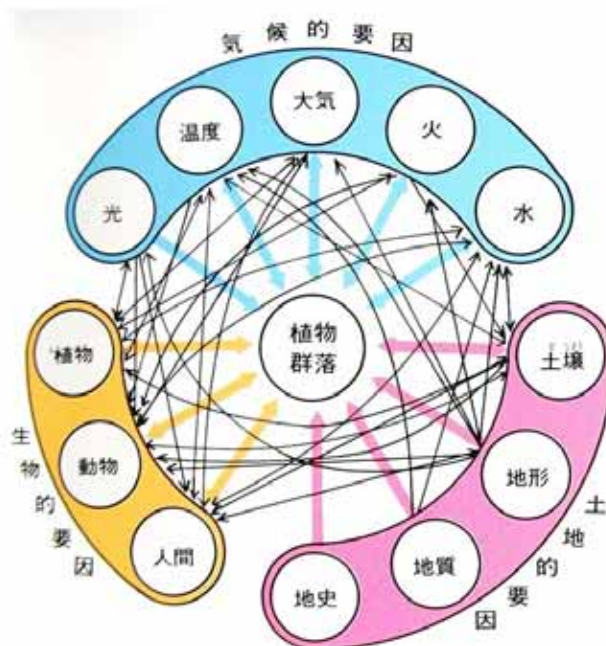 気候的要因
大気
温度
火
光
水
植物
群落
植物
動物
人間
生物的要因
土壌
地形
地質
地史
土地的要因